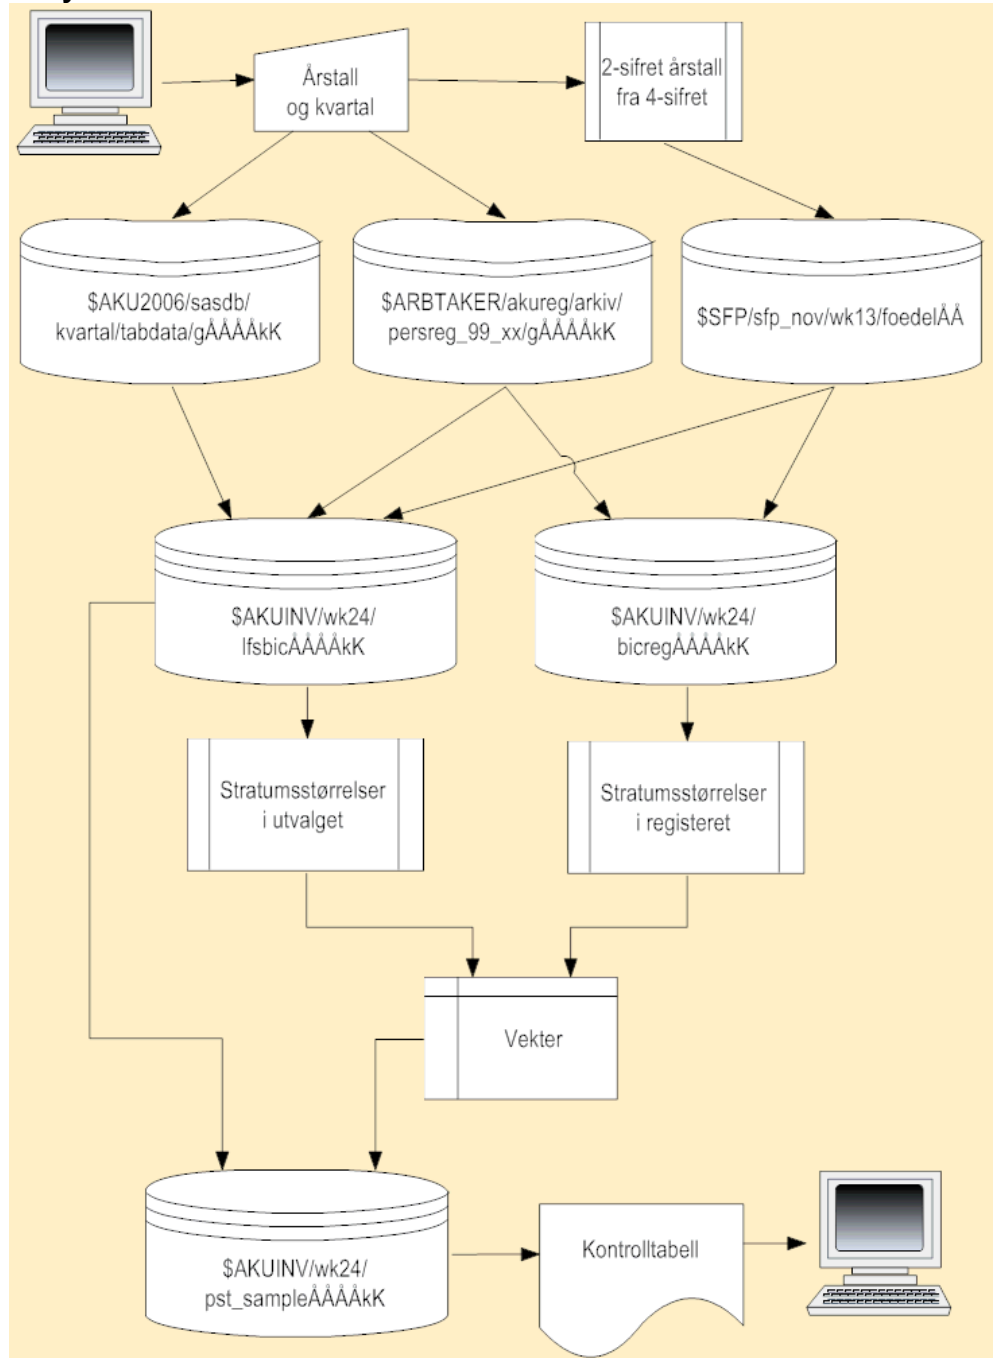 Årstall
og kvartal
2-sifret årstall
fra 4-sifret
$AKU2006/sasdb/
kvartal/tabdata/gÅÅÅÅkK
$ARBTAKER/akureg/arkiv/
persreg_99_xx/gÅÅÅÅkK
$SFP/sfp_nov/wk13/foedelÅÅ
$AKUINV/wk24/
lfsbicÅÅÅÅkK
$AKUINV/wk24/
bicregÅÅÅÅkK
Stratumsstørrelser
i utvalget
Stratumsstørrelser
i registeret
Vekter
$AKUINV/wk24/
pst_sampleÅÅÅÅkK
Kontrolltabell